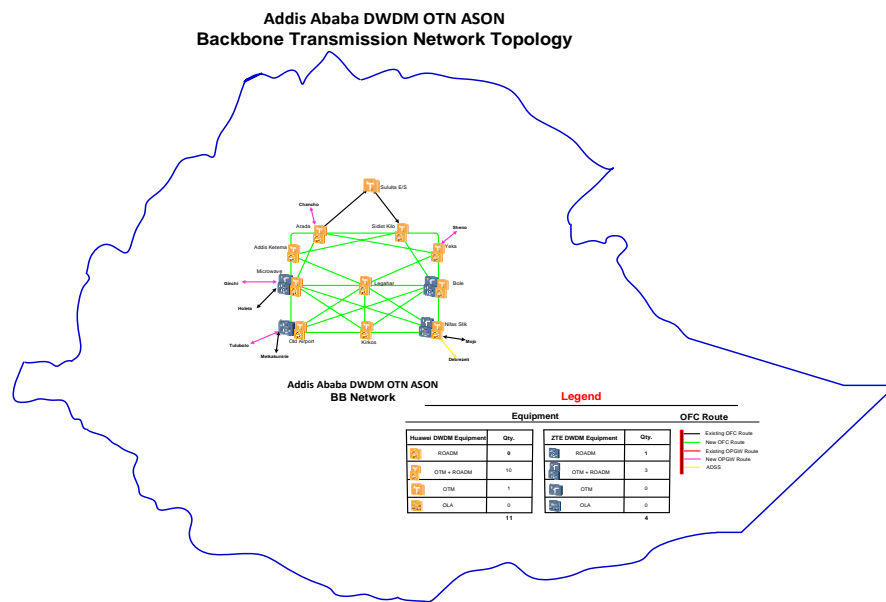 Addis Ababa DWDM OTN ASON
Backbone Transmission Network Topology
Sululta E/S
Chancho
Arada
Sidist Kilo
Sheno
Addis Ketema
Yeka
Microwave
Ginchi
Legahar
Bole
Holeta
Nifas Silk
Old Airport
Kirkos
Tulubolo
Melkakuntrie
Mojo
Debrezeit
Addis Ababa DWDM OTN ASON
BB Network
Legend
Equipment
OFC Route
Huawei DWDM Equipment Qty.
ROADM 0
OTM + ROADM 10
OTM 1
OLA 0
11
ZTE DWDM Equipment Qty.
ROADM 1
OTM + ROADM 3
OTM 0
OLA 0
4
Existing OFC Route
New OFC Route
Existing OPGW Route
New OPGW Route
ADSS